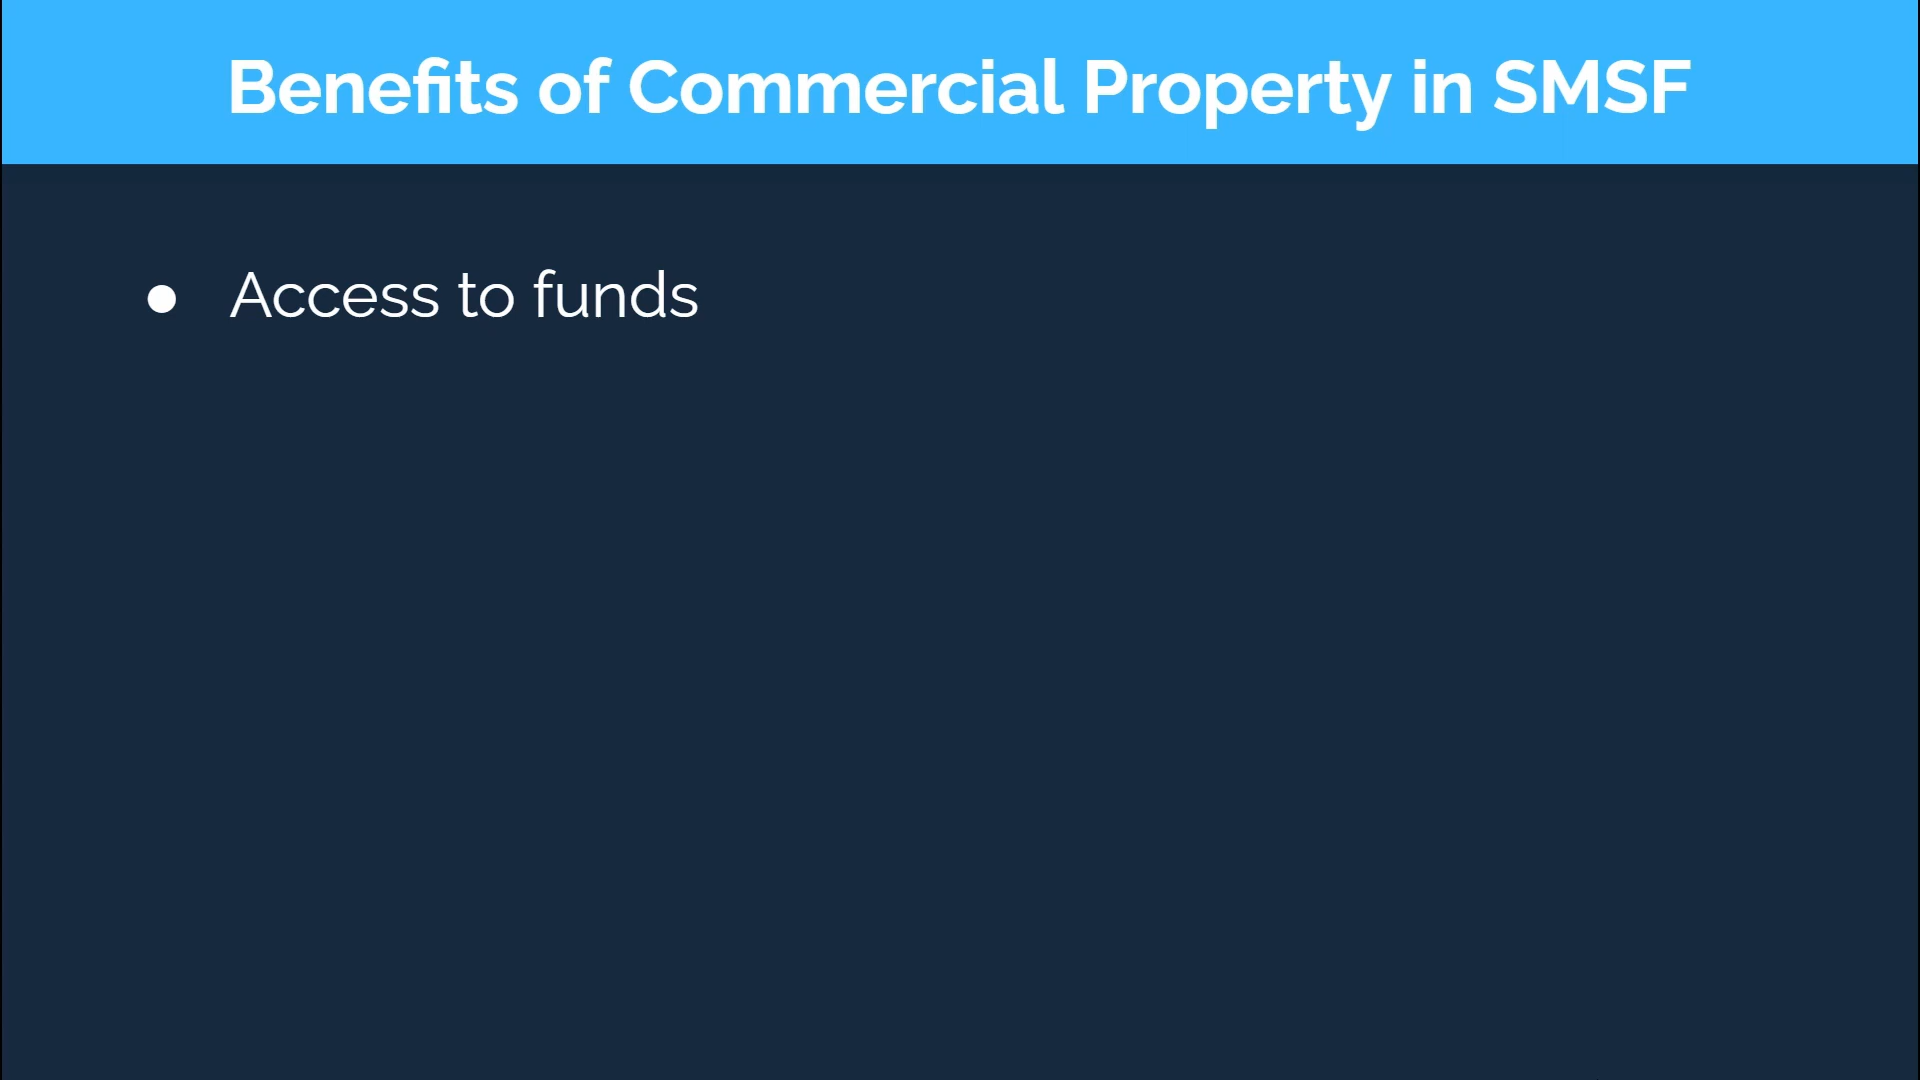 Benefits of Commercial Property in SMSF
● Access to funds